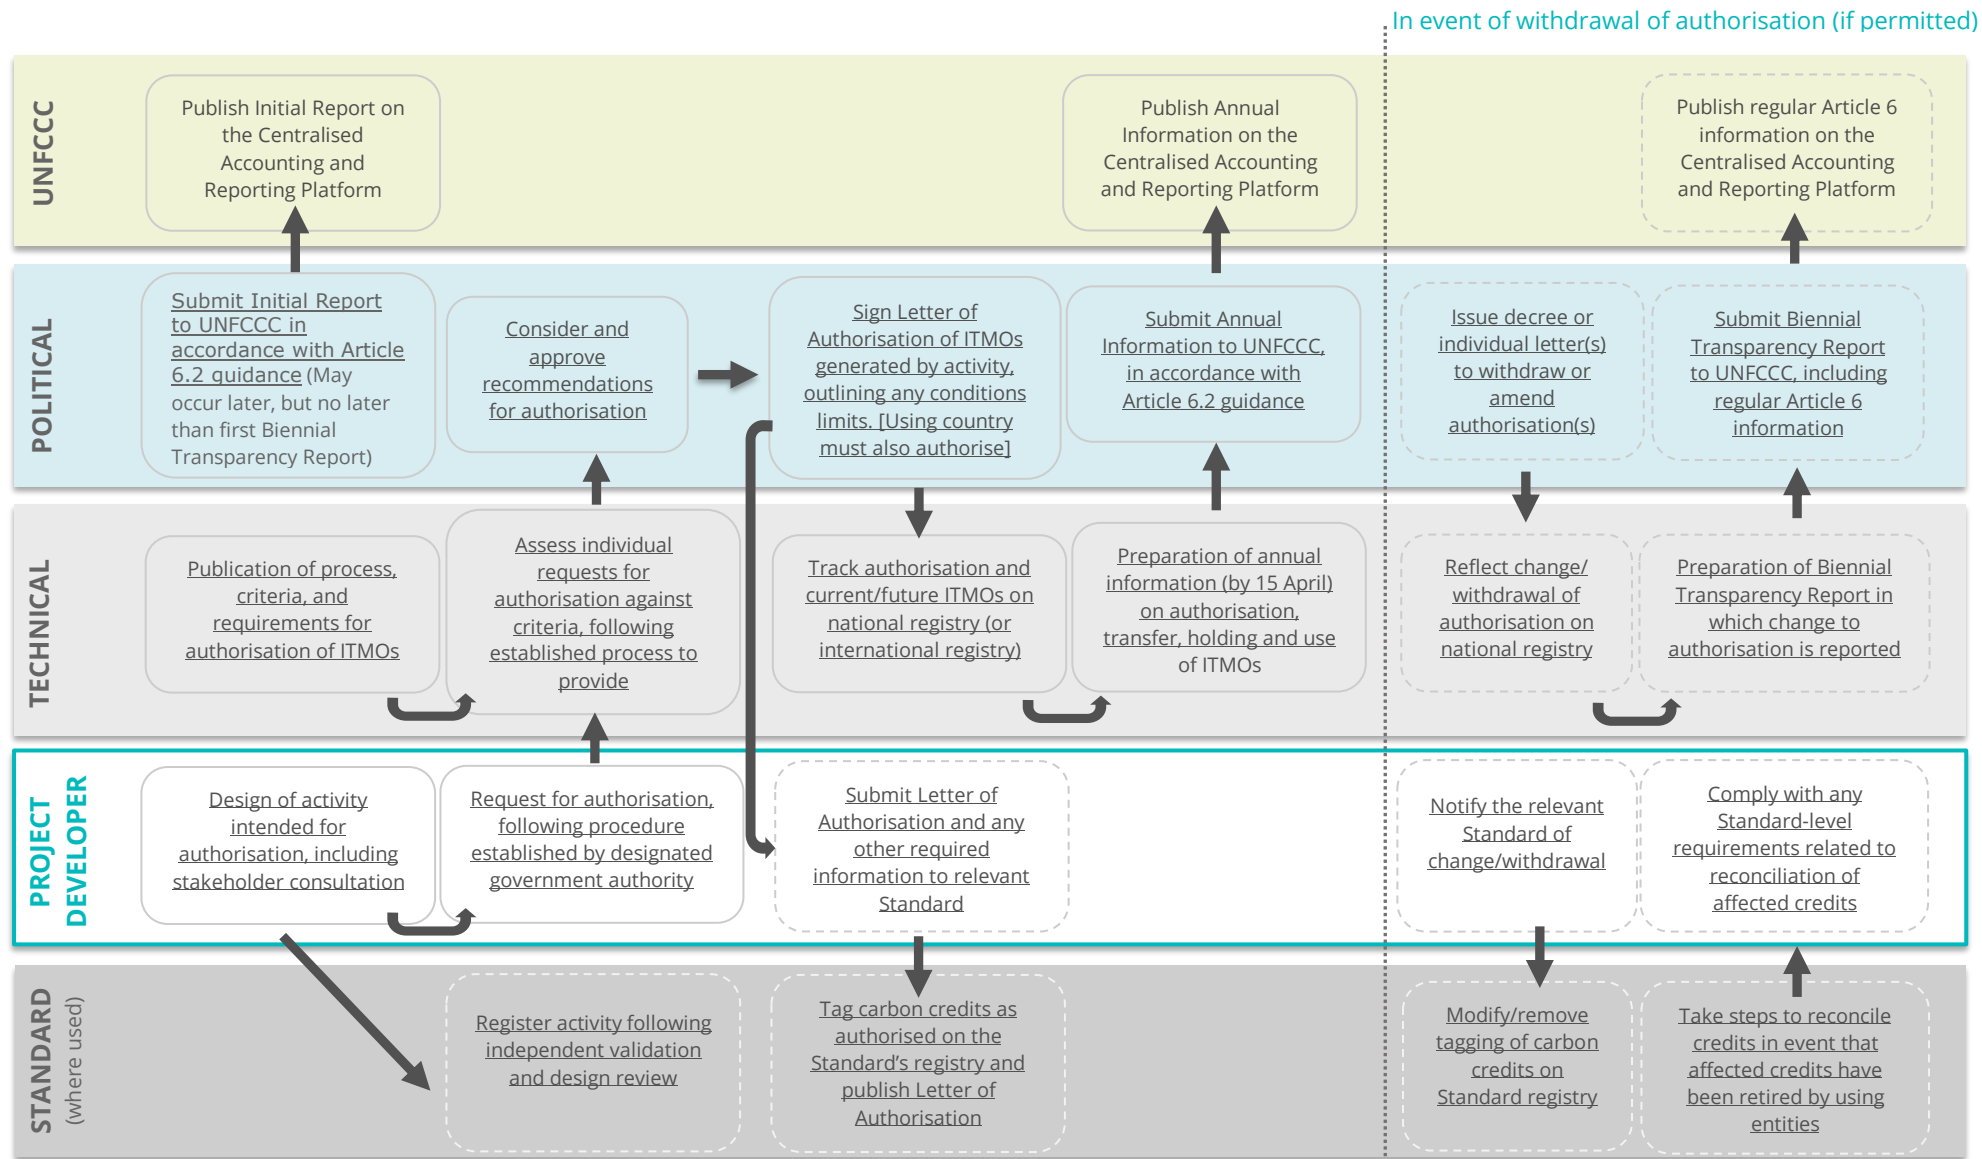 In event of withdrawal of authorisation (if permitted)
UNFCCC
Publish Initial Report on
the Centralised
Accounting and
Reporting Platform
Publish Annual
Information on the
Centralised Accounting
and Reporting Platform
Publish regular Article 6
information on the
Centralised Accounting
and Reporting Platform
POLITICAL
Submit Initial Report
to UNFCCC in
accordance with Article
6.2 guidance (May
occur later, but no later
than first Biennial
Transparency Report)
Consider and
approve
recommendations
for authorisation
Sign Letter of
Authorisation of ITMOs
generated by activity,
outlining any conditions
limits. [Using country
must also authorise]
Submit Annual
Information to UNFCCC,
in accordance with
Article 6.2 guidance
Issue decree or
individual letter(s)
to withdraw or
amend
authorisation(s)
Submit Biennial
Transparency Report
to UNFCCC, including
regular Article 6
information
TECHNICAL
Publication of process,
criteria, and
requirements for
authorisation of ITMOs
Assess individual
requests for
authorisation against
criteria, following
established process to
provide
Track authorisation and
current/future ITMOs on
national registry (or
international registry)
Preparation of annual
information (by 15 April)
on authorisation,
transfer, holding and use
of ITMOs
Reflect change/
withdrawal of
authorisation on
national registry
Preparation of Biennial
Transparency Report in
which change to
authorisation is reported
PROJECT
DEVELOPER
Design of activity
intended for
authorisation, including
stakeholder consultation
Request for authorisation,
following procedure
established by designated
government authority
Submit Letter of
Authorisation and any
other required
information to relevant
Standard
Notify the relevant
Standard of
change/withdrawal
Comply with any
Standard-level
requirements related to
reconciliation of
affected credits
STANDARD
(where used)
Register activity following
independent validation
and design review
Tag carbon credits as
authorised on the
Standard’s registry and
publish Letter of
Authorisation
Modify/remove
tagging of carbon
credits on
Standard registry
Take steps to reconcile
credits in event that
affected credits have
been retired by using
entities